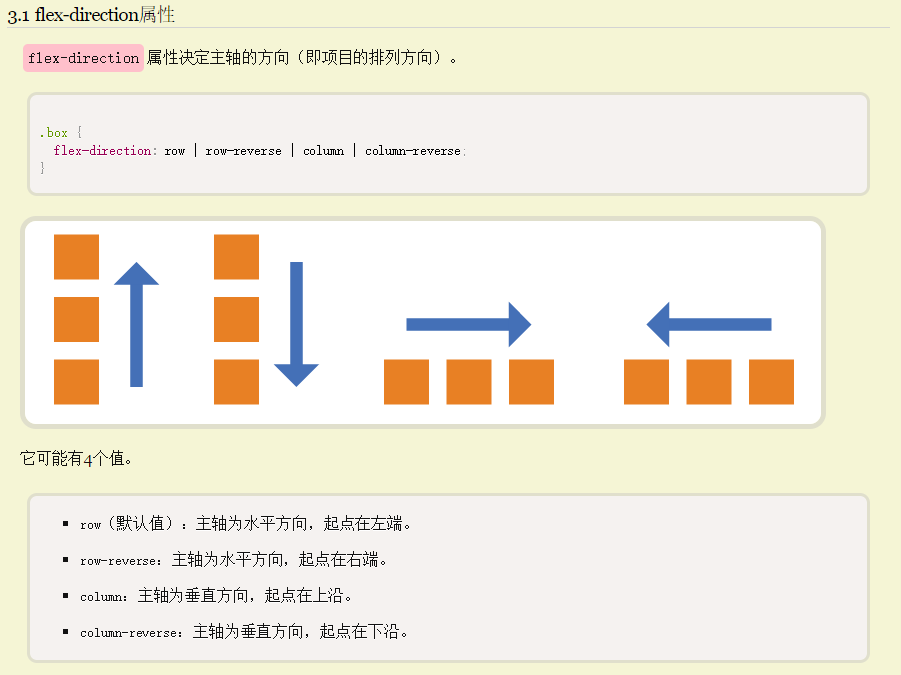 3.1 flex-direction属性
flex-direction 属性决定主轴的方向（即项目的排列方向）。
.box {
  flex-direction: row | row-reverse | column | column-reverse;
}
它可能有4个值。
▪ row（默认值）：主轴为水平方向，起点在左端。
▪ row-reverse：主轴为水平方向，起点在右端。
▪ column：主轴为垂直方向，起点在上沿。
▪ column-reverse：主轴为垂直方向，起点在下沿。